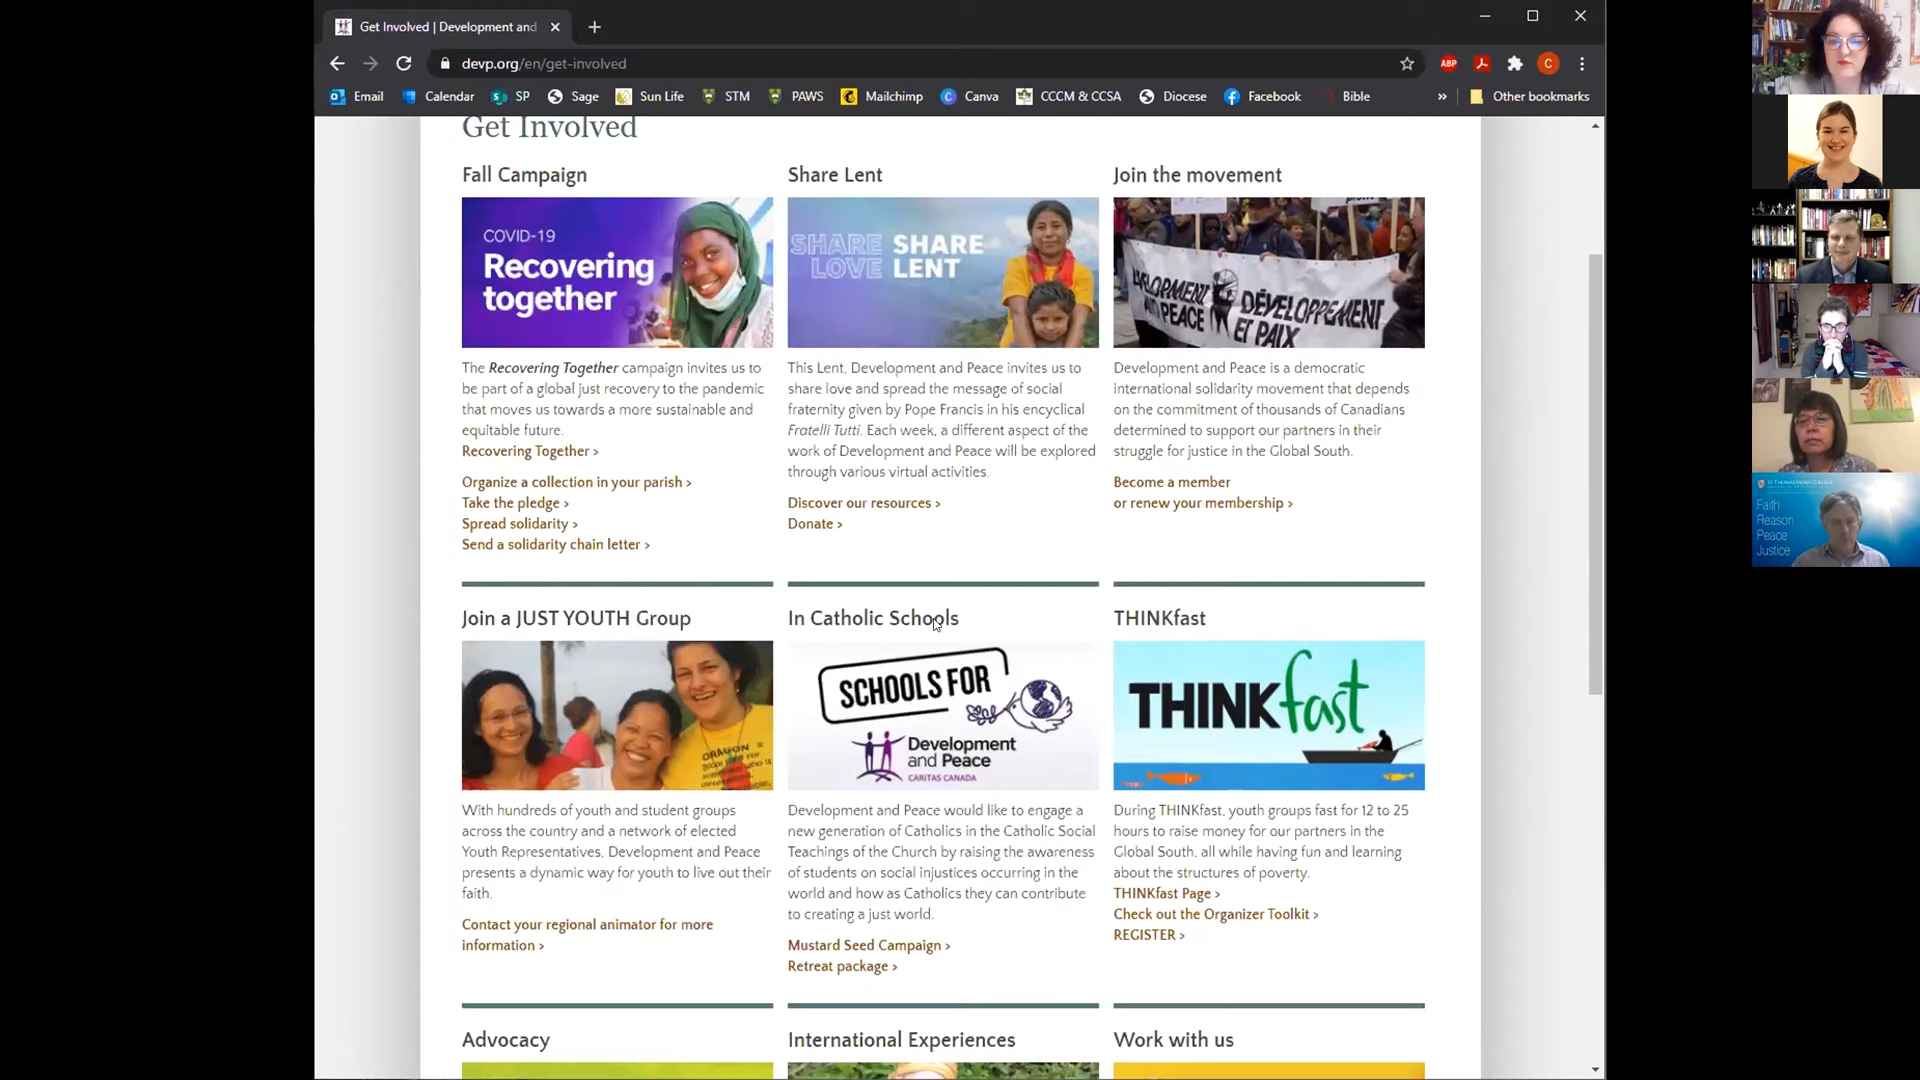 Get Involved | Development and
devp.org/en/get-involved
ABP
C
Email
Calendar
SP
Sage
Sun Life
STM
PAWS
Mailchimp
Canva
CCCM & CCSA
Diocese
Facebook
Bible
»
Other bookmarks
Get Involved
Fall Campaign
COVID-19
Recovering
together
The Recovering Together campaign invites us to
be part of a global just recovery to the pandemic
that moves us towards a more sustainable and
equitable future.
Recovering Together >
Organize a collection in your parish >
Take the pledge >
Spread solidarity >
Send a solidarity chain letter >
Share Lent
SHARE SHARE
LOVE LENT
This Lent, Development and Peace invites us to
share love and spread the message of social
fraternity given by Pope Francis in his encyclical
Fratelli Tutti. Each week, a different aspect of the
work of Development and Peace will be explored
through various virtual activities.
Discover our resources >
Donate >
Join the movement
DÉVELOPPEMENT
PEACE
ET PAIX
Development and Peace is a democratic
international solidarity movement that depends
on the commitment of thousands of Canadians
determined to support our partners in their
struggle for justice in the Global South.
Become a member
or renew your membership >
Join a JUST YOUTH Group
With hundreds of youth and student groups
across the country and a network of elected
Youth Representatives, Development and Peace
presents a dynamic way for youth to live out their
faith.
Contact your regional animator for more
information >
In Catholic Schools
SCHOOLS FOR
Development
and Peace
CARITAS CANADA
Development and Peace would like to engage a
new generation of Catholics in the Catholic Social
Teachings of the Church by raising the awareness
of students on social injustices occurring in the
world and how as Catholics they can contribute
to creating a just world.
Mustard Seed Campaign >
Retreat package >
THINKfast
THINKfast
During THINKfast, youth groups fast for 12 to 25
hours to raise money for our partners in the
Global South, all while having fun and learning
about the structures of poverty.
THINKfast Page >
Check out the Organizer Toolkit >
REGISTER >
Advocacy
International Experiences
Work with us
St Thomas More College
Faith
Reason
Peace
Justice